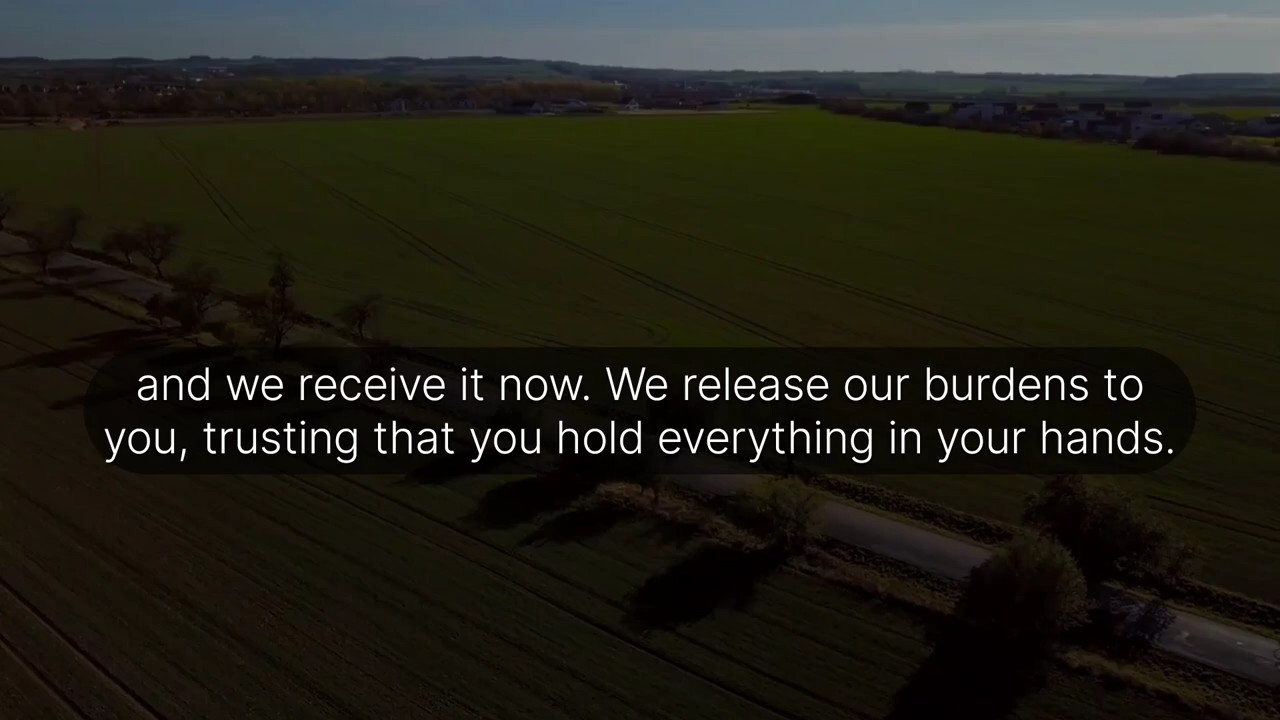 and we receive it now. We release our burdens to
you, trusting that you hold everything in your hands.